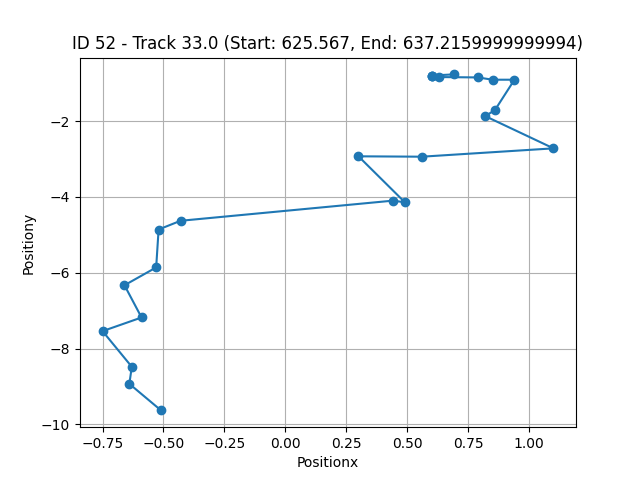 ID 52 - Track 33.0 (Start: 625.567, End: 637.2159999999994)
Positiony
−2
−4
−6
−8
−10
−0.75 −0.50 −0.25 0.00 0.25 0.50 0.75 1.00
Positionx